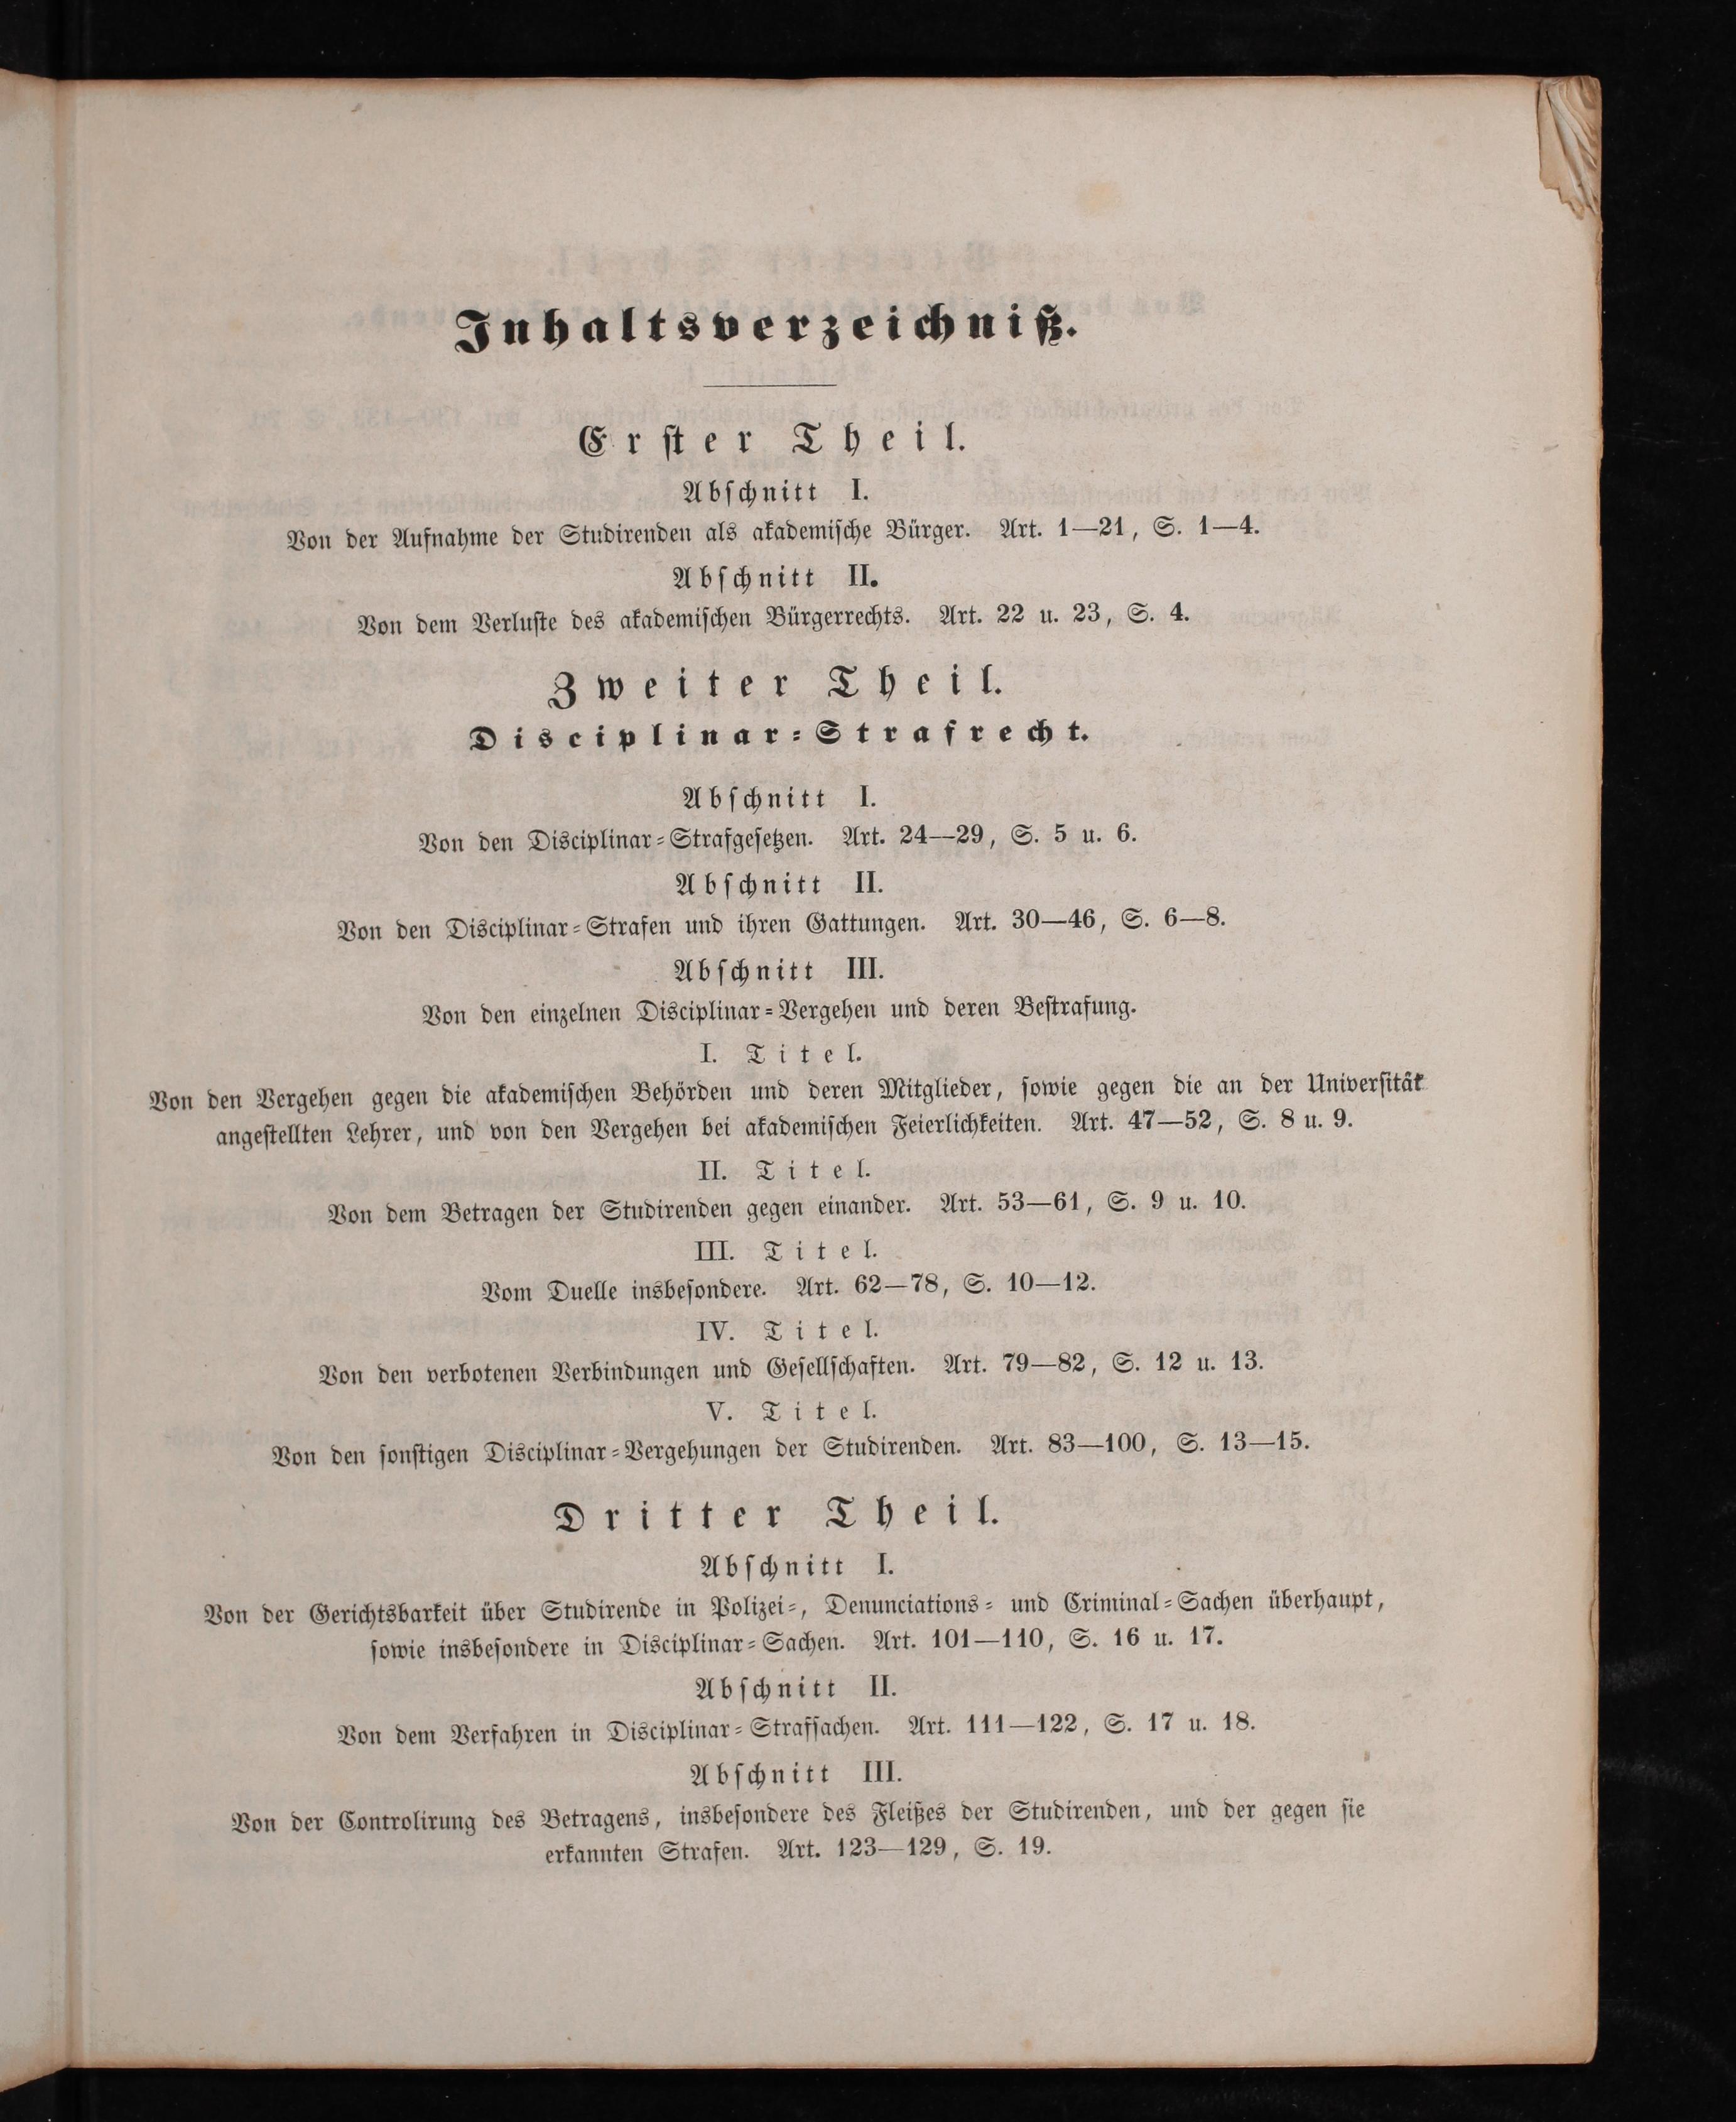 Inhaltsverzeichniß.
Erster Theil.
Abschnitt I.
Von der Aufnahme der Studirenden als akademische Bürger. Art. 1—21, S. 1—4.
Abschnitt II.
Von dem Verluste des akademischen Bürgerrechts. Art. 22 u. 23, S. 4.
Zweiter Theil.
Disciplinar=Strafrecht.
Abschnitt I.
Von den Disciplinar=Strafgesetzen. Art. 24—29, S. 5 u. 6.
Abschnitt II.
Von den Disciplinar=Strafen und ihren Gattungen. Art. 30—46, S. 6—8.
Abschnitt III.
Von den einzelnen Disciplinar=Vergehen und deren Bestrafung.
I. Titel.
Von den Vergehen gegen die akademischen Behörden und deren Mitglieder, sowie gegen die an der Universität
angestellten Lehrer, und von den Vergehen bei akademischen Feierlichkeiten. Art. 47—52, S. 8 u. 9.
II. Titel.
Von dem Betragen der Studirenden gegen einander. Art. 53—61, S. 9 u. 10.
III. Titel.
Vom Duelle insbesondere. Art. 62—78, S. 10—12.
IV. Titel.
Von den verbotenen Verbindungen und Gesellschaften. Art. 79—82, S. 12 u. 13.
V. Titel.
Von den sonstigen Disciplinar=Vergehungen der Studirenden. Art. 83—100, S. 13—15.
Dritter Theil.
Abschnitt I.
Von der Gerichtsbarkeit über Studirende in Polizei=, Denunciations= und Criminal=Sachen überhaupt,
sowie insbesondere in Disciplinar=Sachen. Art. 101—110, S. 16 u. 17.
Abschnitt II.
Von dem Verfahren in Disciplinar=Strafsachen. Art. 111—122, S. 17 u. 18.
Abschnitt III.
Von der Controlirung des Betragens, insbesondere des Fleißes der Studirenden, und der gegen sie
erkannten Strafen. Art. 123—129, S. 19.